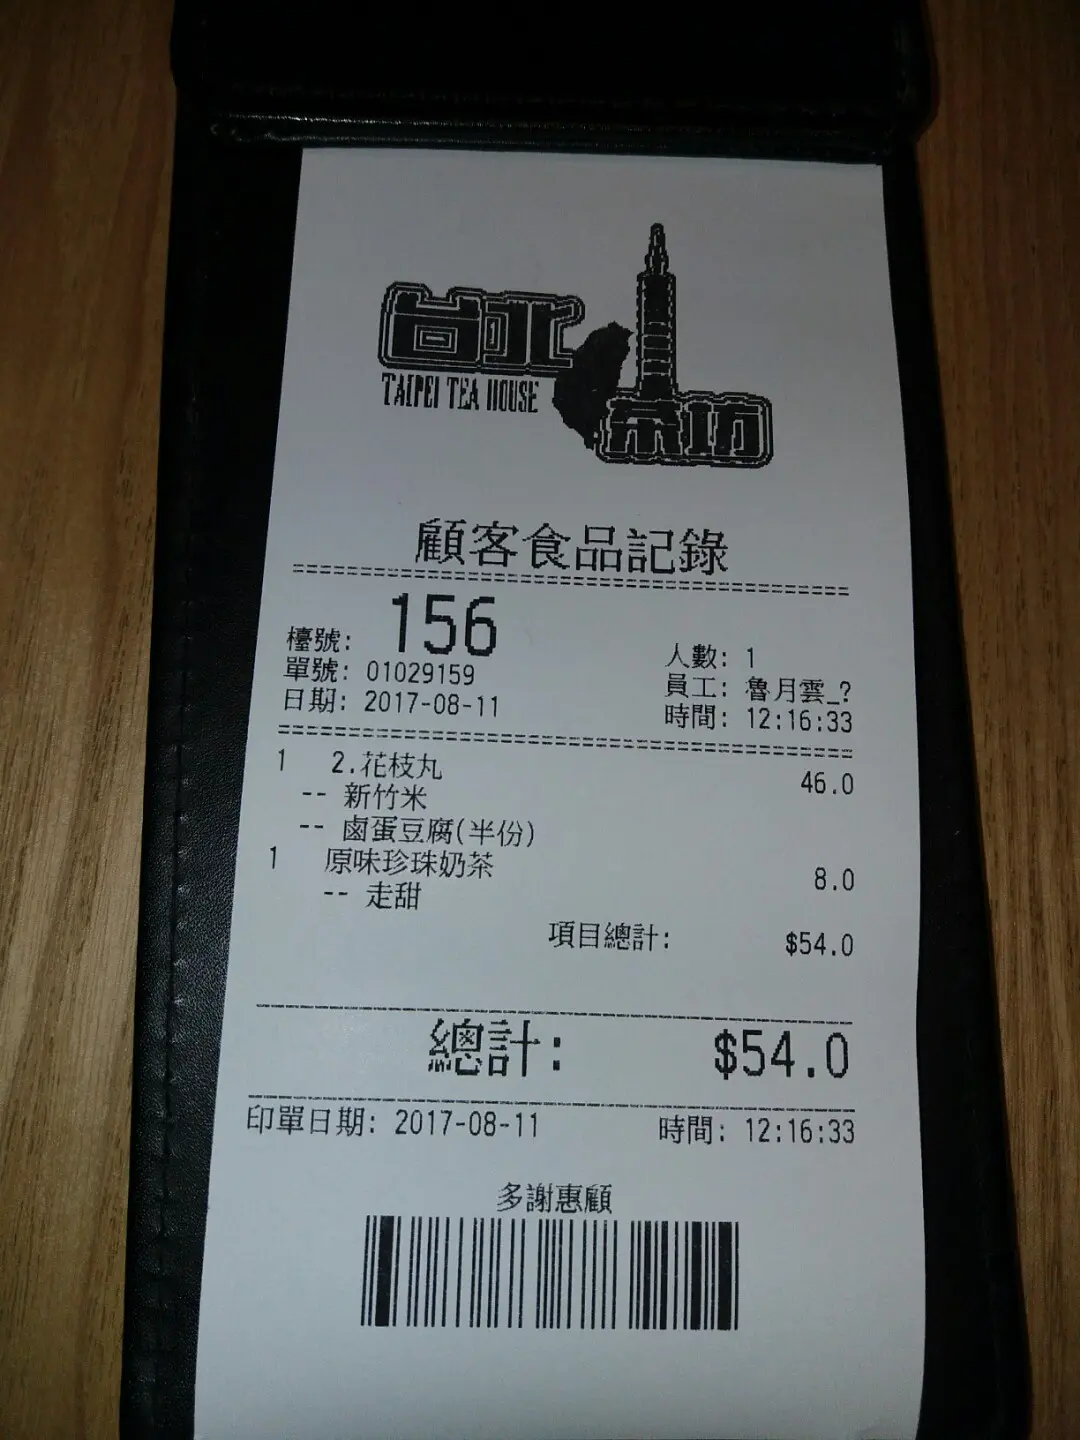 台北
TAIPEI TEA HOUSE
茶坊
顧客食品記錄
檯號: 156
人數: 1
單號: 01029159
員工: 魯月雲_?
日期: 2017-08-11
時間: 12:16:33
1 2.花枝丸 46.0
-- 新竹米
-- 鹵蛋豆腐(半份)
1 原味珍珠奶茶 8.0
-- 走甜
項目總計: $54.0
總計: $54.0
印單日期: 2017-08-11 時間: 12:16:33
多謝惠顧